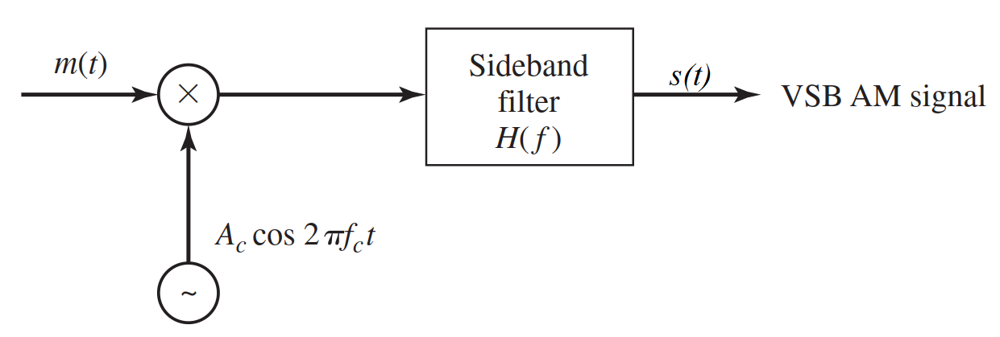 m(t)
×
Sideband
filter
H(f)
s(t)
VSB AM signal
A_c cos 2πf_c t
~